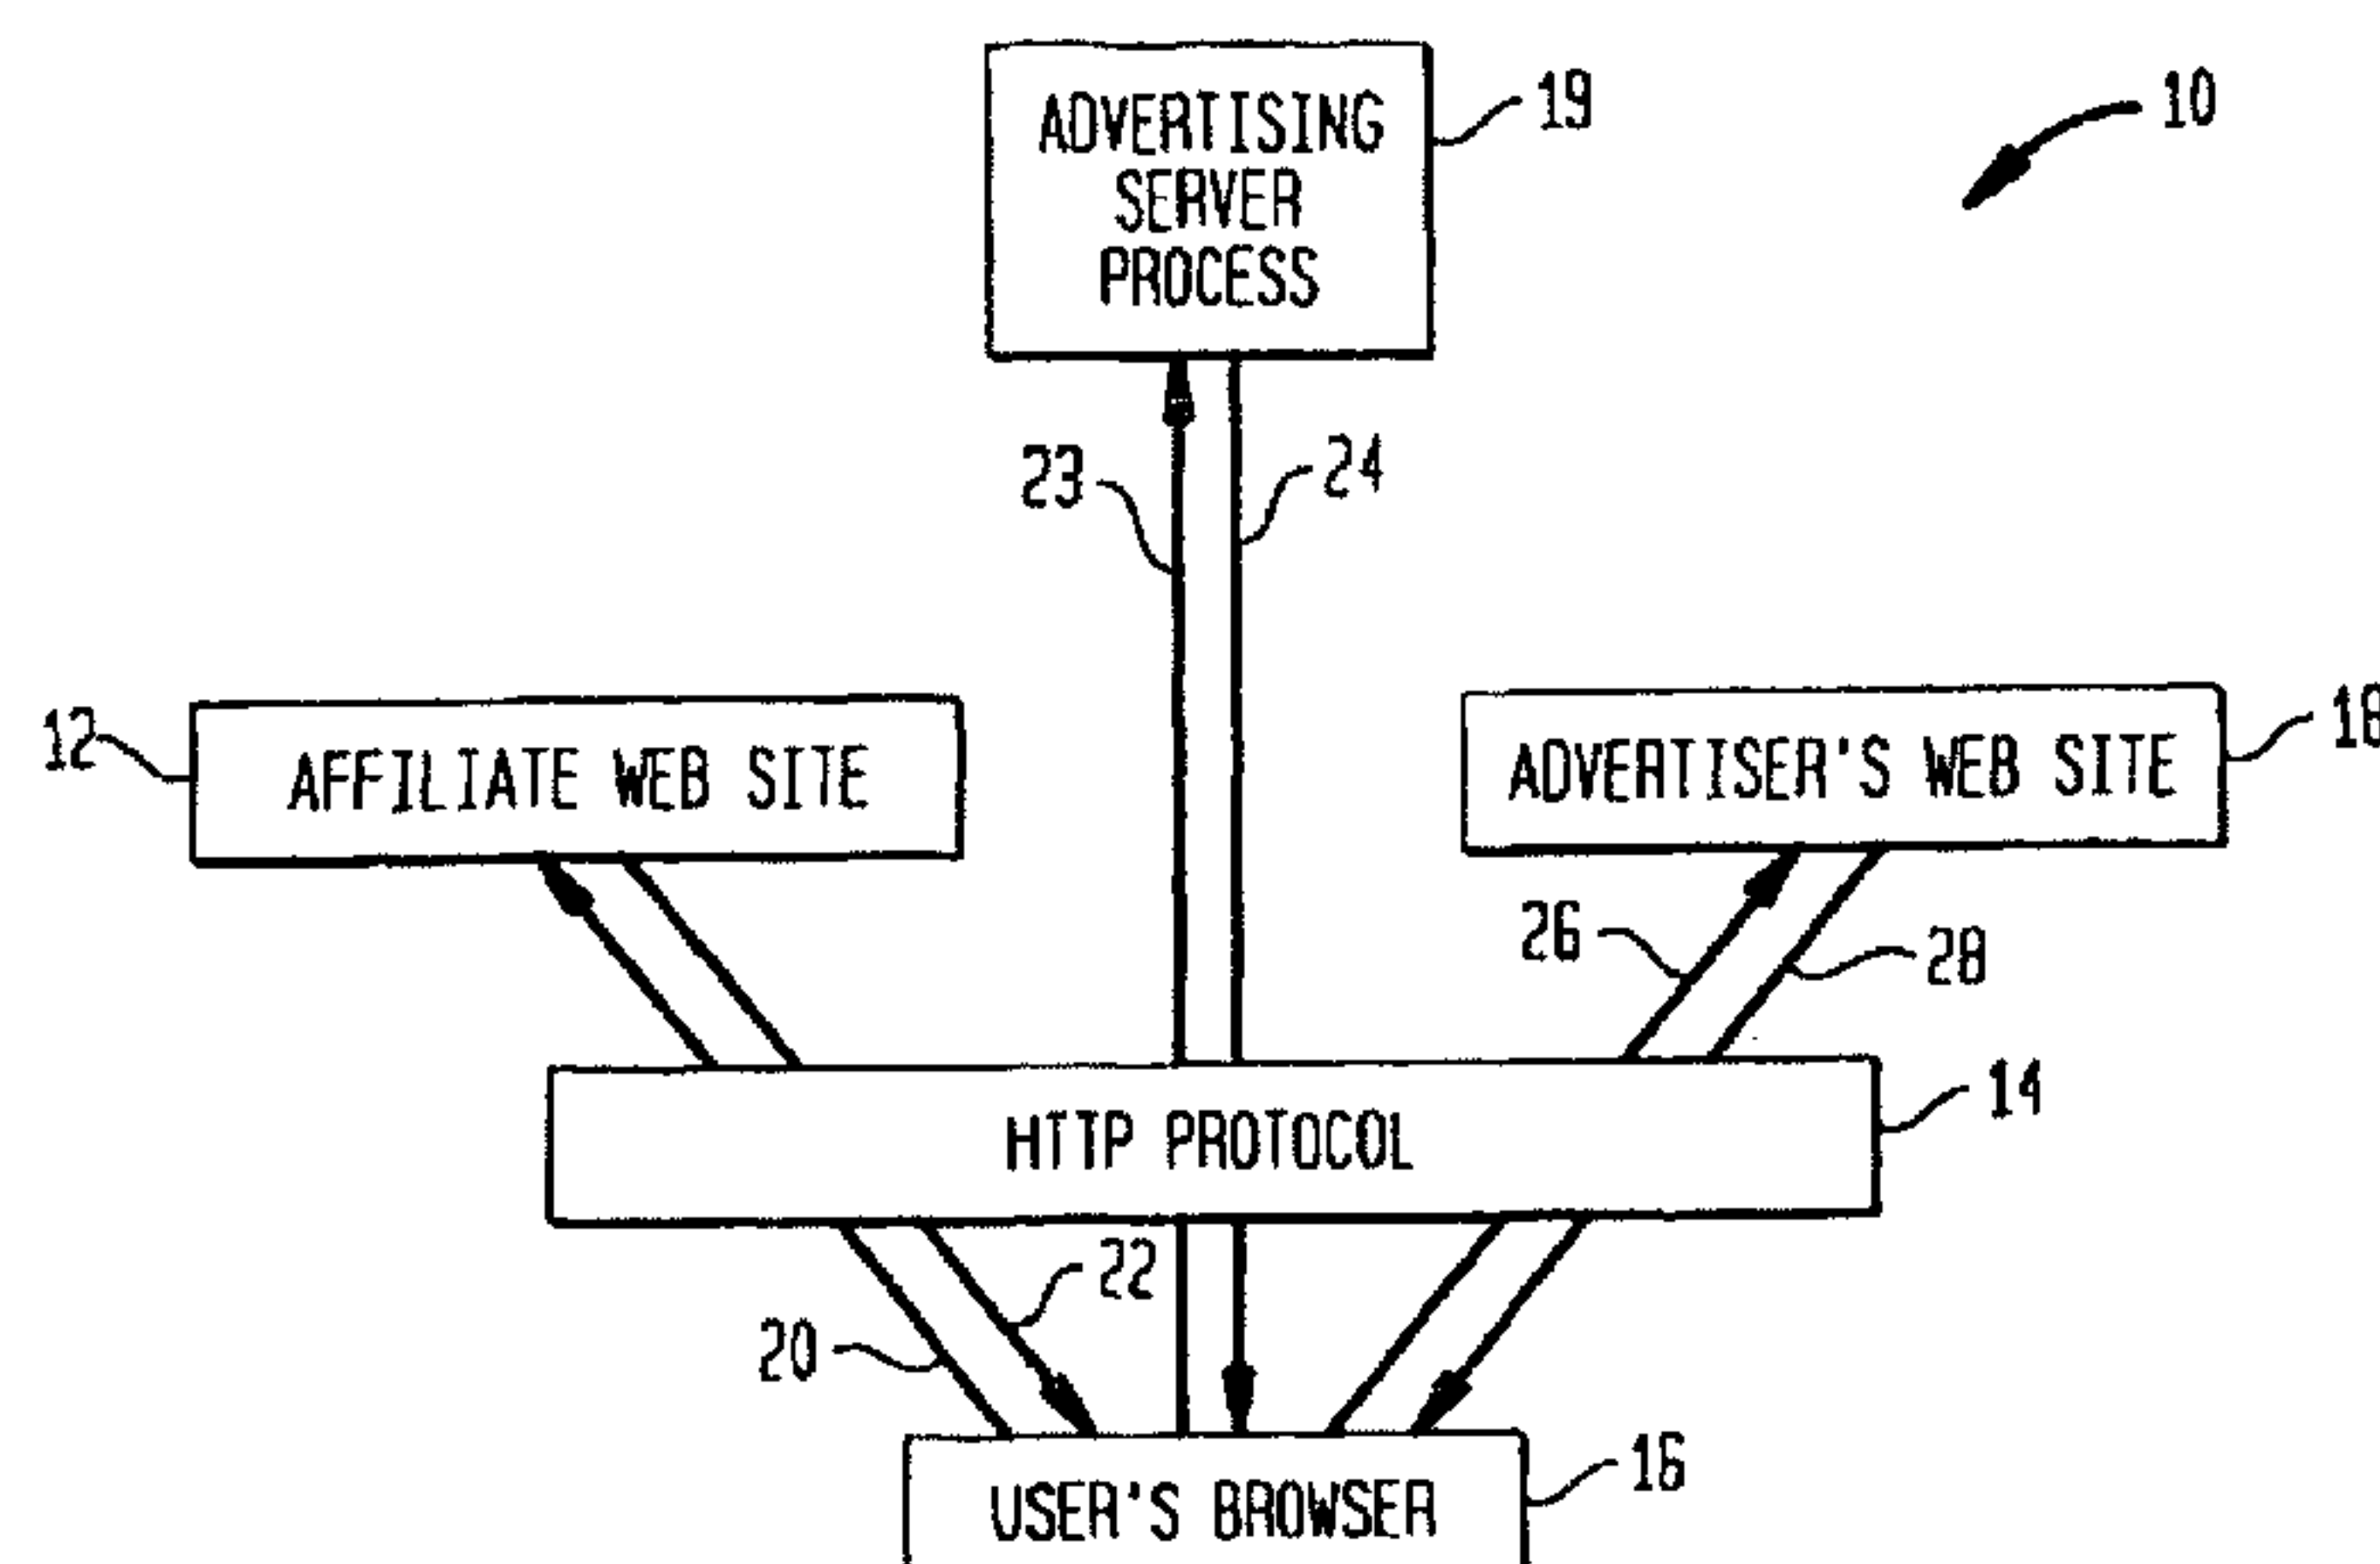 ADVERTISING
SERVER
PROCESS
19
10
23
24
12
AFFILIATE WEB SITE
ADVERTISER'S WEB SITE
18
26
28
HTTP PROTOCOL
14
22
20
USER'S BROWSER
16